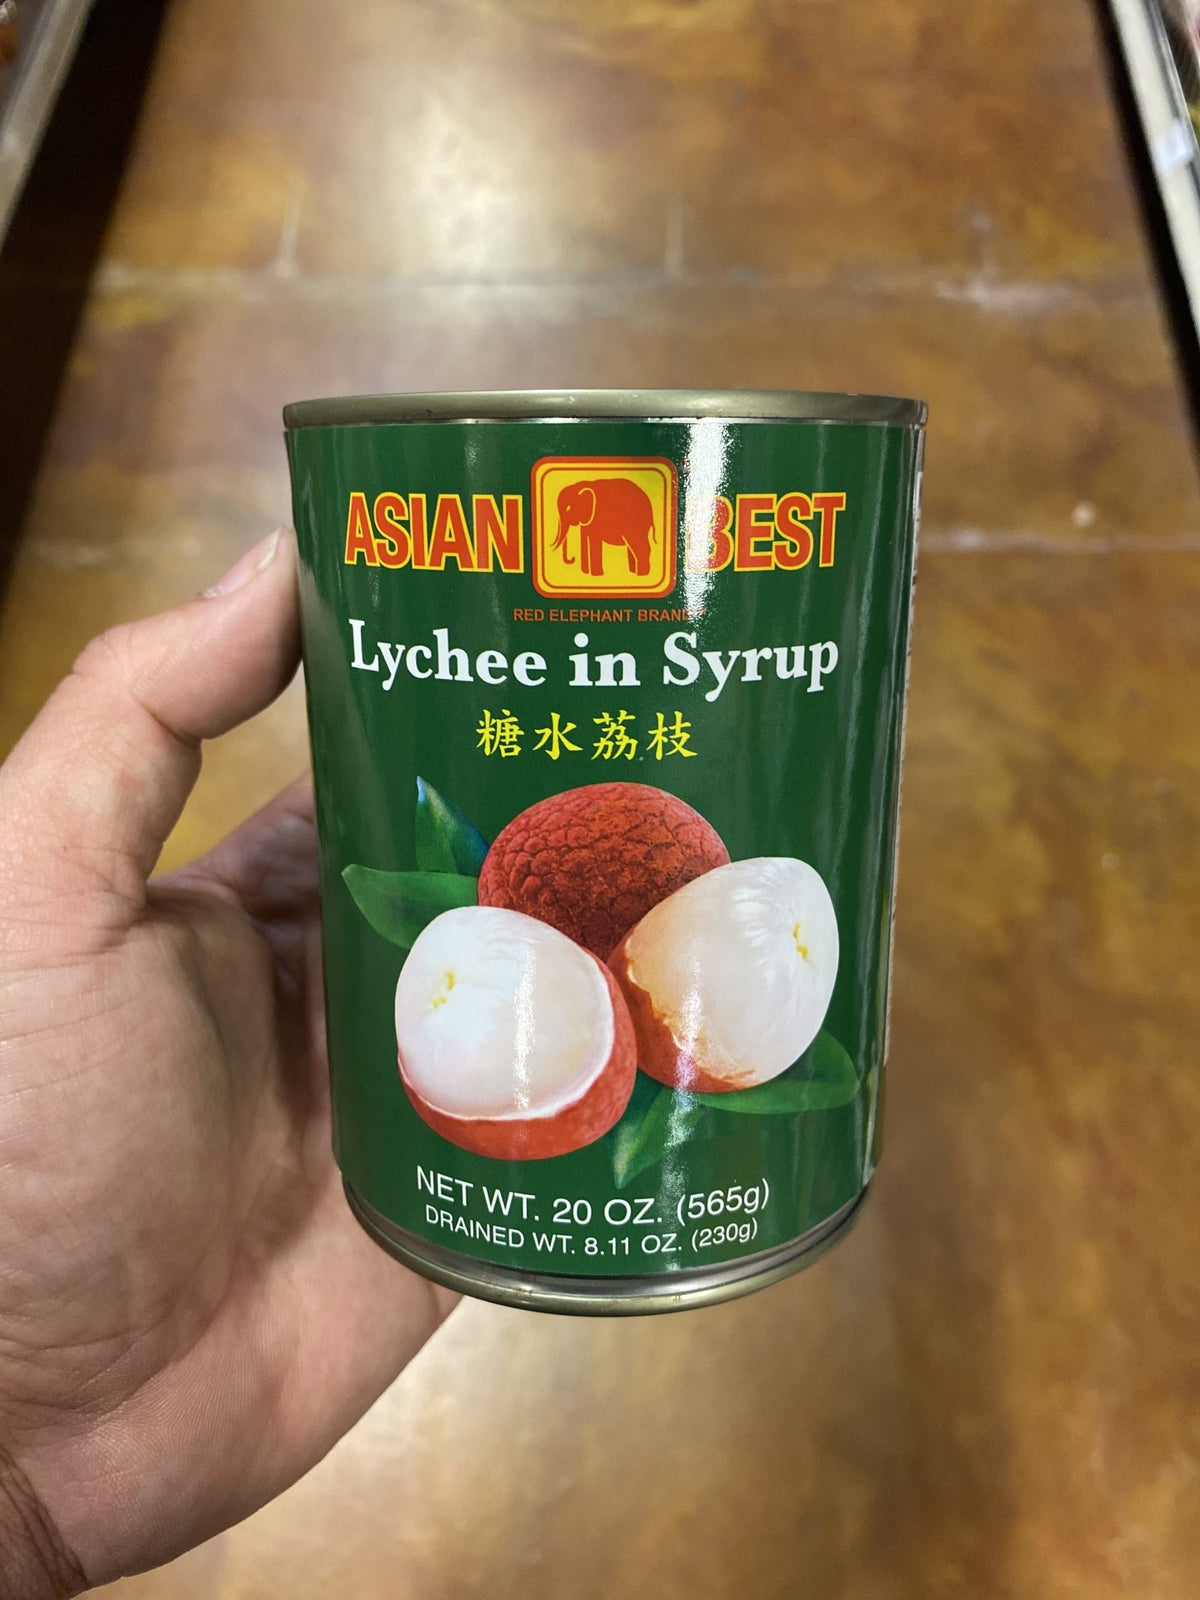 ASIAN BEST
RED ELEPHANT BRAND
Lychee in Syrup
糖水荔枝
NET WT. 20 OZ. (565g)
DRAINED WT. 8.11 OZ. (230g)